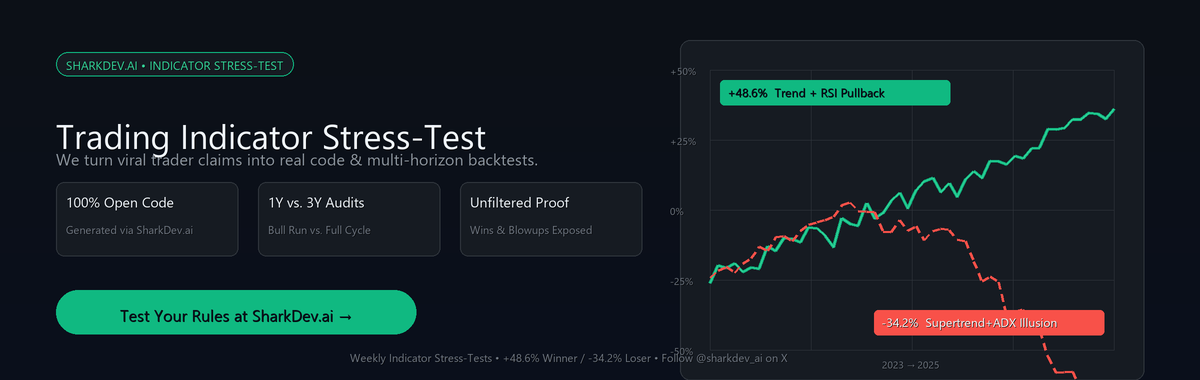 SHARKDEV.AI • INDICATOR STRESS-TEST
Trading Indicator Stress-Test
We turn viral trader claims into real code & multi-horizon backtests.
100% Open Code
Generated via SharkDev.ai
1Y vs. 3Y Audits
Bull Run vs. Full Cycle
Unfiltered Proof
Wins & Blowups Exposed
Test Your Rules at SharkDev.ai →
+50%
+25%
0%
-25%
-50%
+48.6% Trend + RSI Pullback
-34.2% Supertrend+ADX Illusion
2023 → 2025
Weekly Indicator Stress-Tests • +48.6% Winner / -34.2% Loser • Follow @sharkdev_ai on X